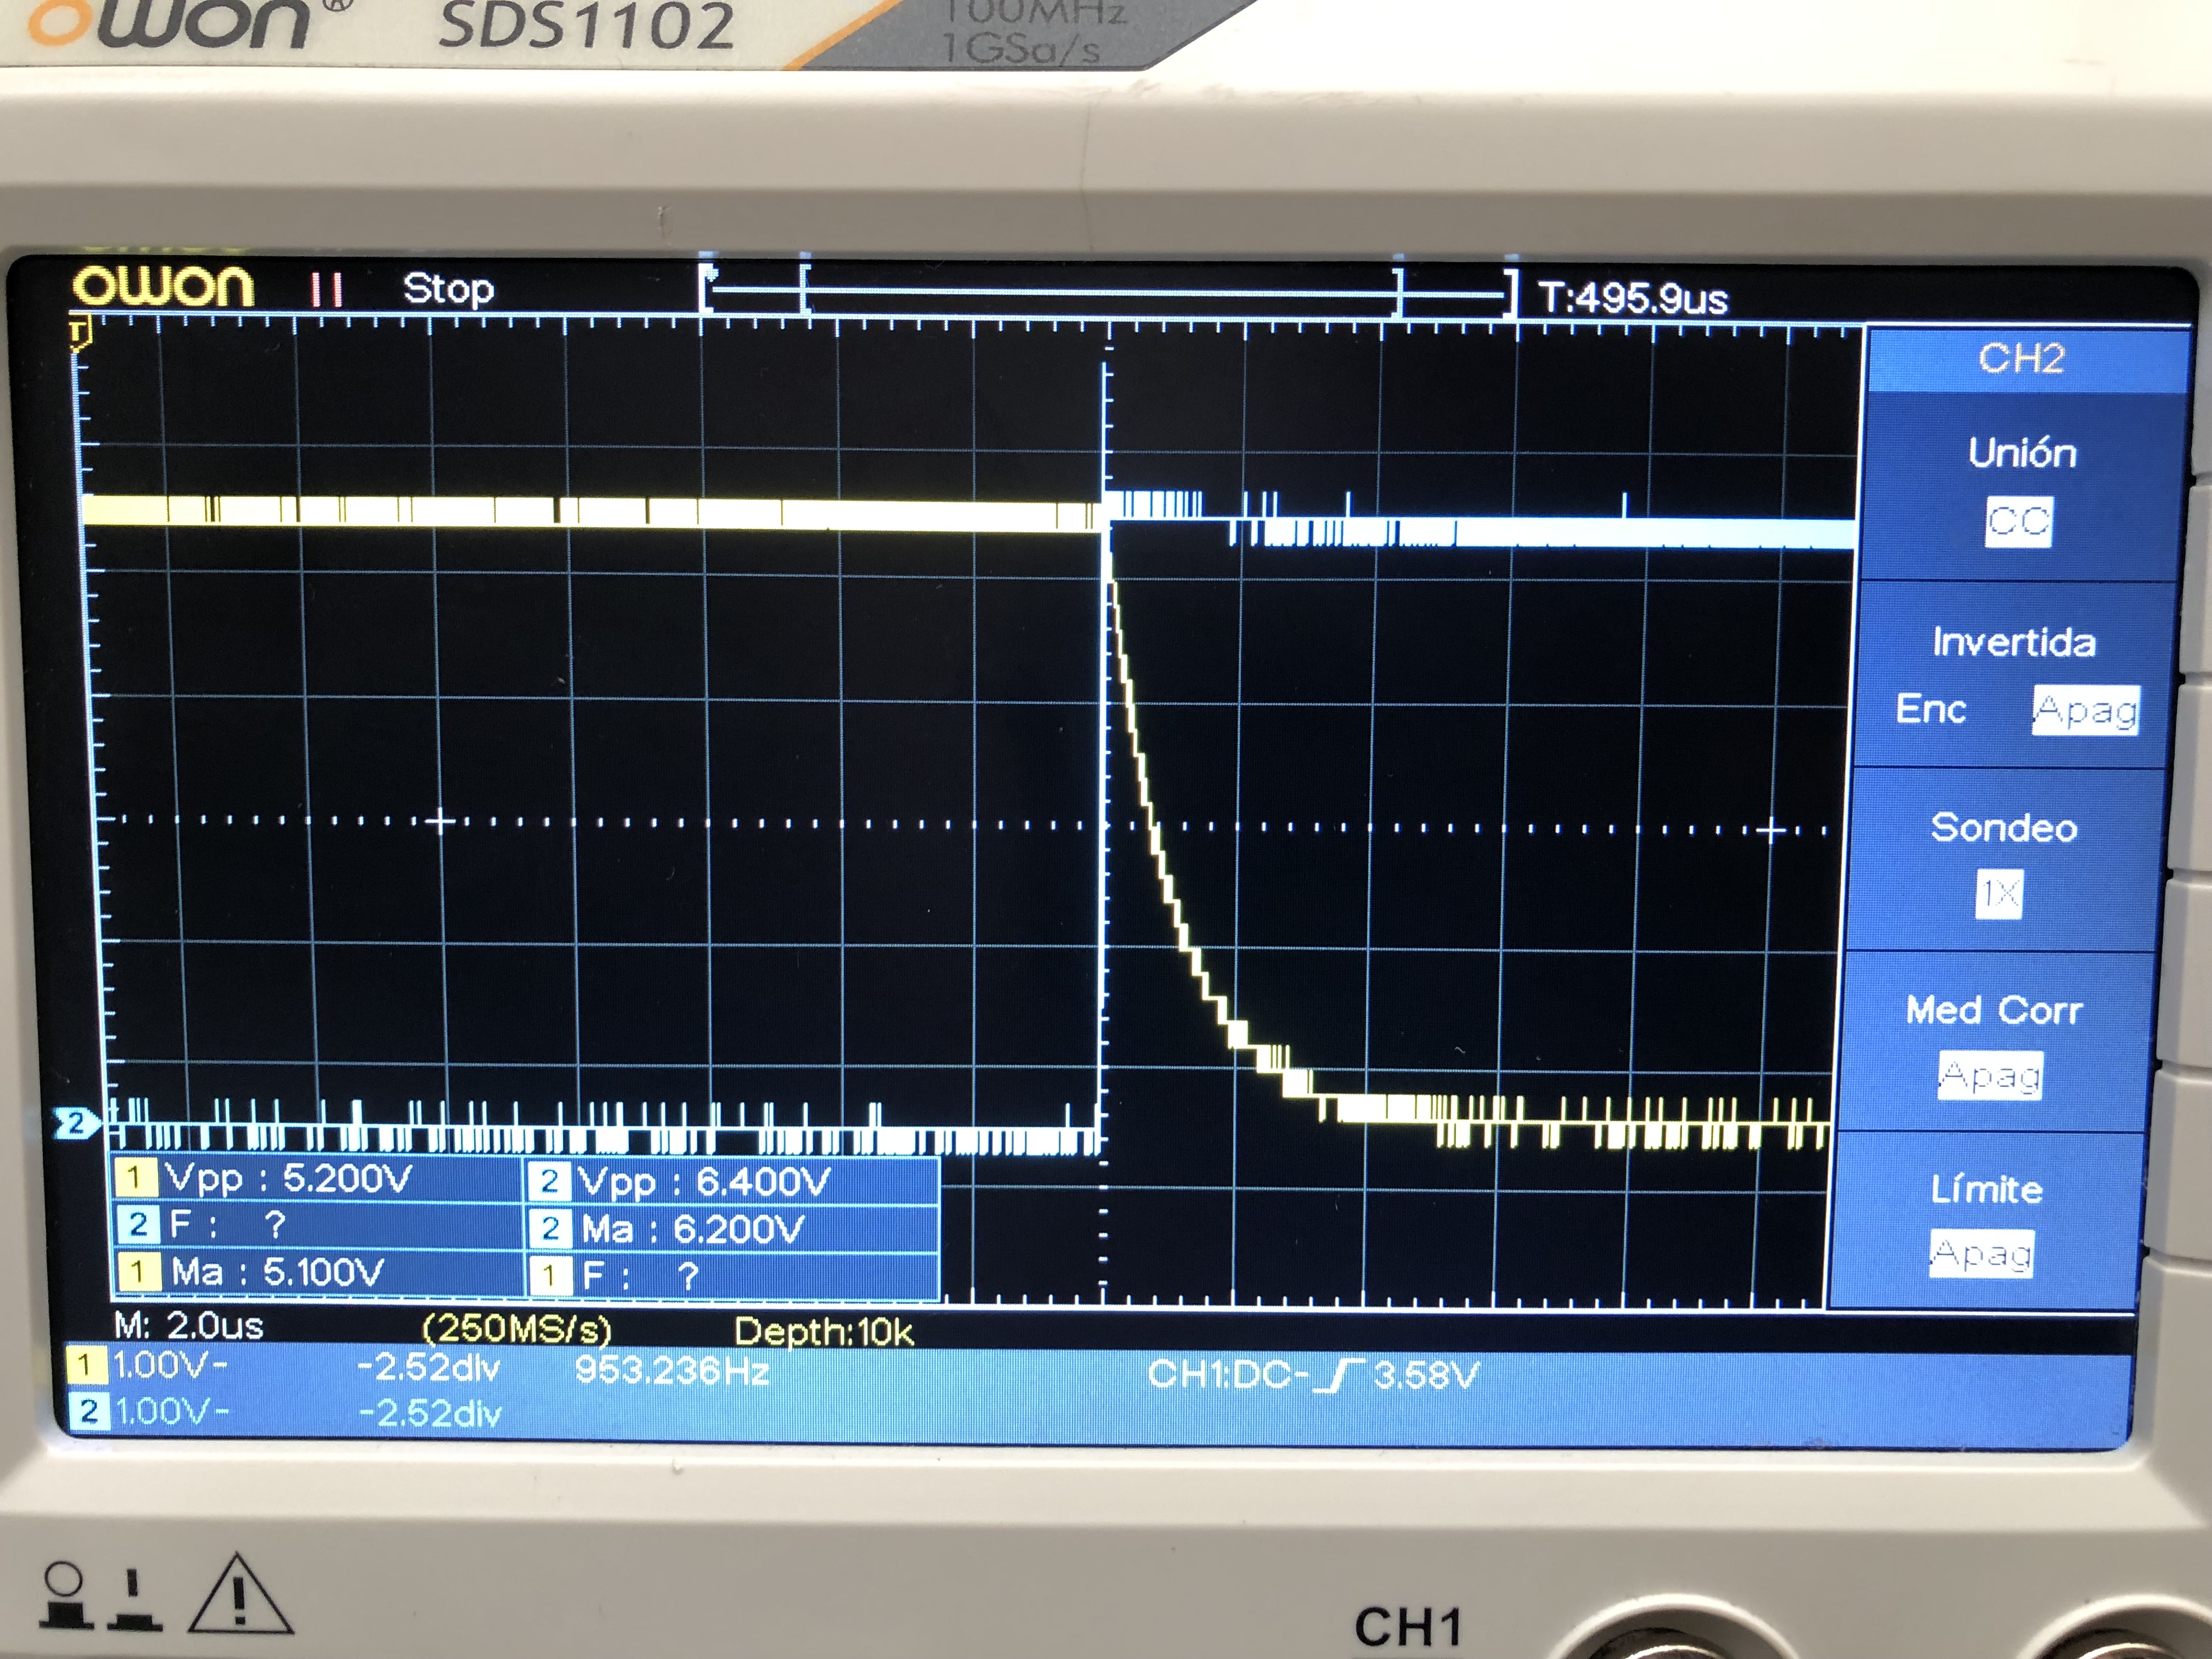 owon® SDS1102 100MHz
1GSa/s
owon Stop T:495.9us
T
CH2
Unión
CC
Invertida
Enc Apag
Sondeo
1X
Med Corr
Apag
Límite
Apag
2
1 Vpp : 5.200V 2 Vpp : 6.400V
2 F : ? 2 Ma : 6.200V
1 Ma : 5.100V 1 F : ?
M: 2.0us (250MS/s) Depth:10k
1 1.00V- -2.52div 953.236Hz CH1:DC- 3.58V
2 1.00V- -2.52div
CH1